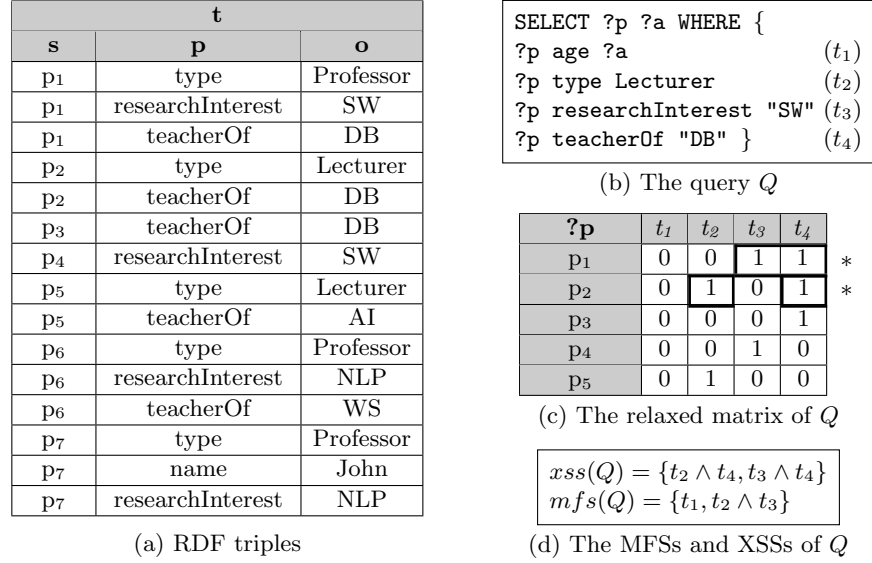 t
s p o
p₁ type Professor
p₁ researchInterest SW
p₁ teacherOf DB
p₂ type Lecturer
p₂ teacherOf DB
p₃ teacherOf DB
p₄ researchInterest SW
p₅ type Lecturer
p₅ teacherOf AI
p₆ type Professor
p₆ researchInterest NLP
p₆ teacherOf WS
p₇ type Professor
p₇ name John
p₇ researchInterest NLP
(a) RDF triples
SELECT ?p ?a WHERE {
?p age ?a (t₁)
?p type Lecturer (t₂)
?p researchInterest "SW" (t₃)
?p teacherOf "DB" } (t₄)
(b) The query Q
?p t₁ t₂ t₃ t₄
p₁ 0 0 1 1 *
p₂ 0 1 0 1 *
p₃ 0 0 0 1
p₄ 0 0 1 0
p₅ 0 1 0 0
(c) The relaxed matrix of Q
xss(Q) = {t₂ ∧ t₄, t₃ ∧ t₄}
mfs(Q) = {t₁, t₂ ∧ t₃}
(d) The MFSs and XSSs of Q